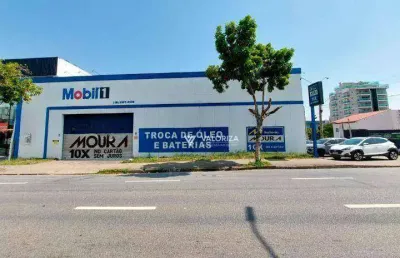 Mobil 1
MOURA
10X NO CARTÃO
SEM JUROS
TROCA DE ÓLEO
E BATERIAS
VALORIZA
MOURA